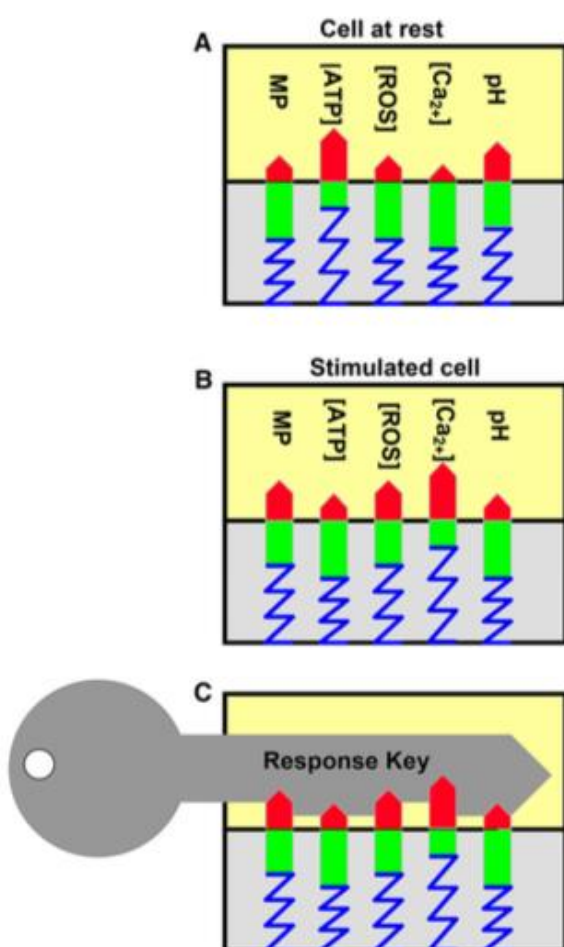 A
Cell at rest
MP
[ATP]
[ROS]
[Ca2+]
pH
B
Stimulated cell
MP
[ATP]
[ROS]
[Ca2+]
pH
C
Response Key